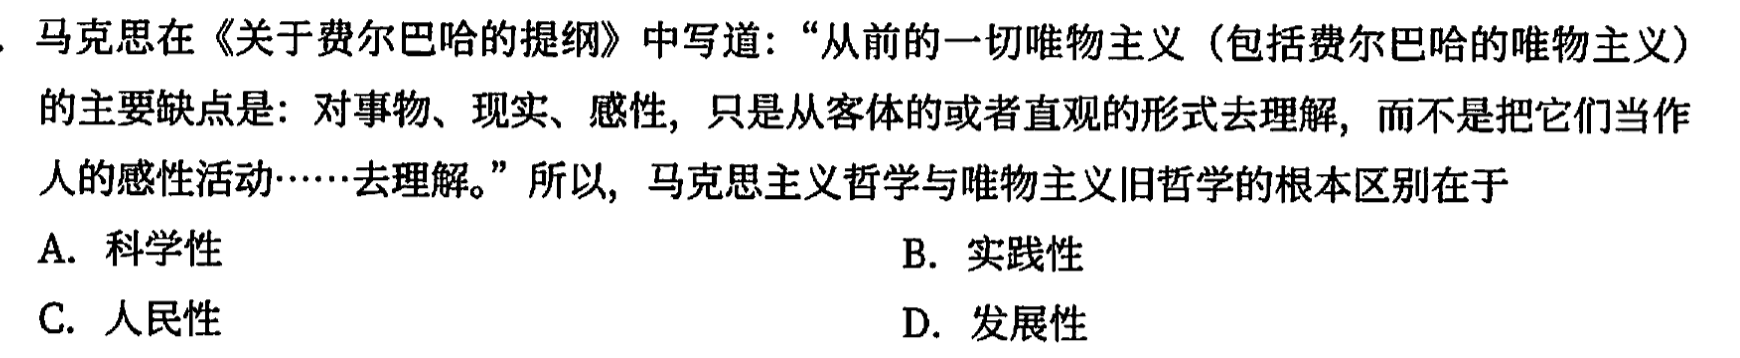 . 马克思在《关于费尔巴哈的提纲》中写道：“从前的一切唯物主义（包括费尔巴哈的唯物主义）
的主要缺点是：对事物、现实、感性，只是从客体的或者直观的形式去理解，而不是把它们当作
人的感性活动……去理解。”所以，马克思主义哲学与唯物主义旧哲学的根本区别在于
A. 科学性 B. 实践性
C. 人民性 D. 发展性